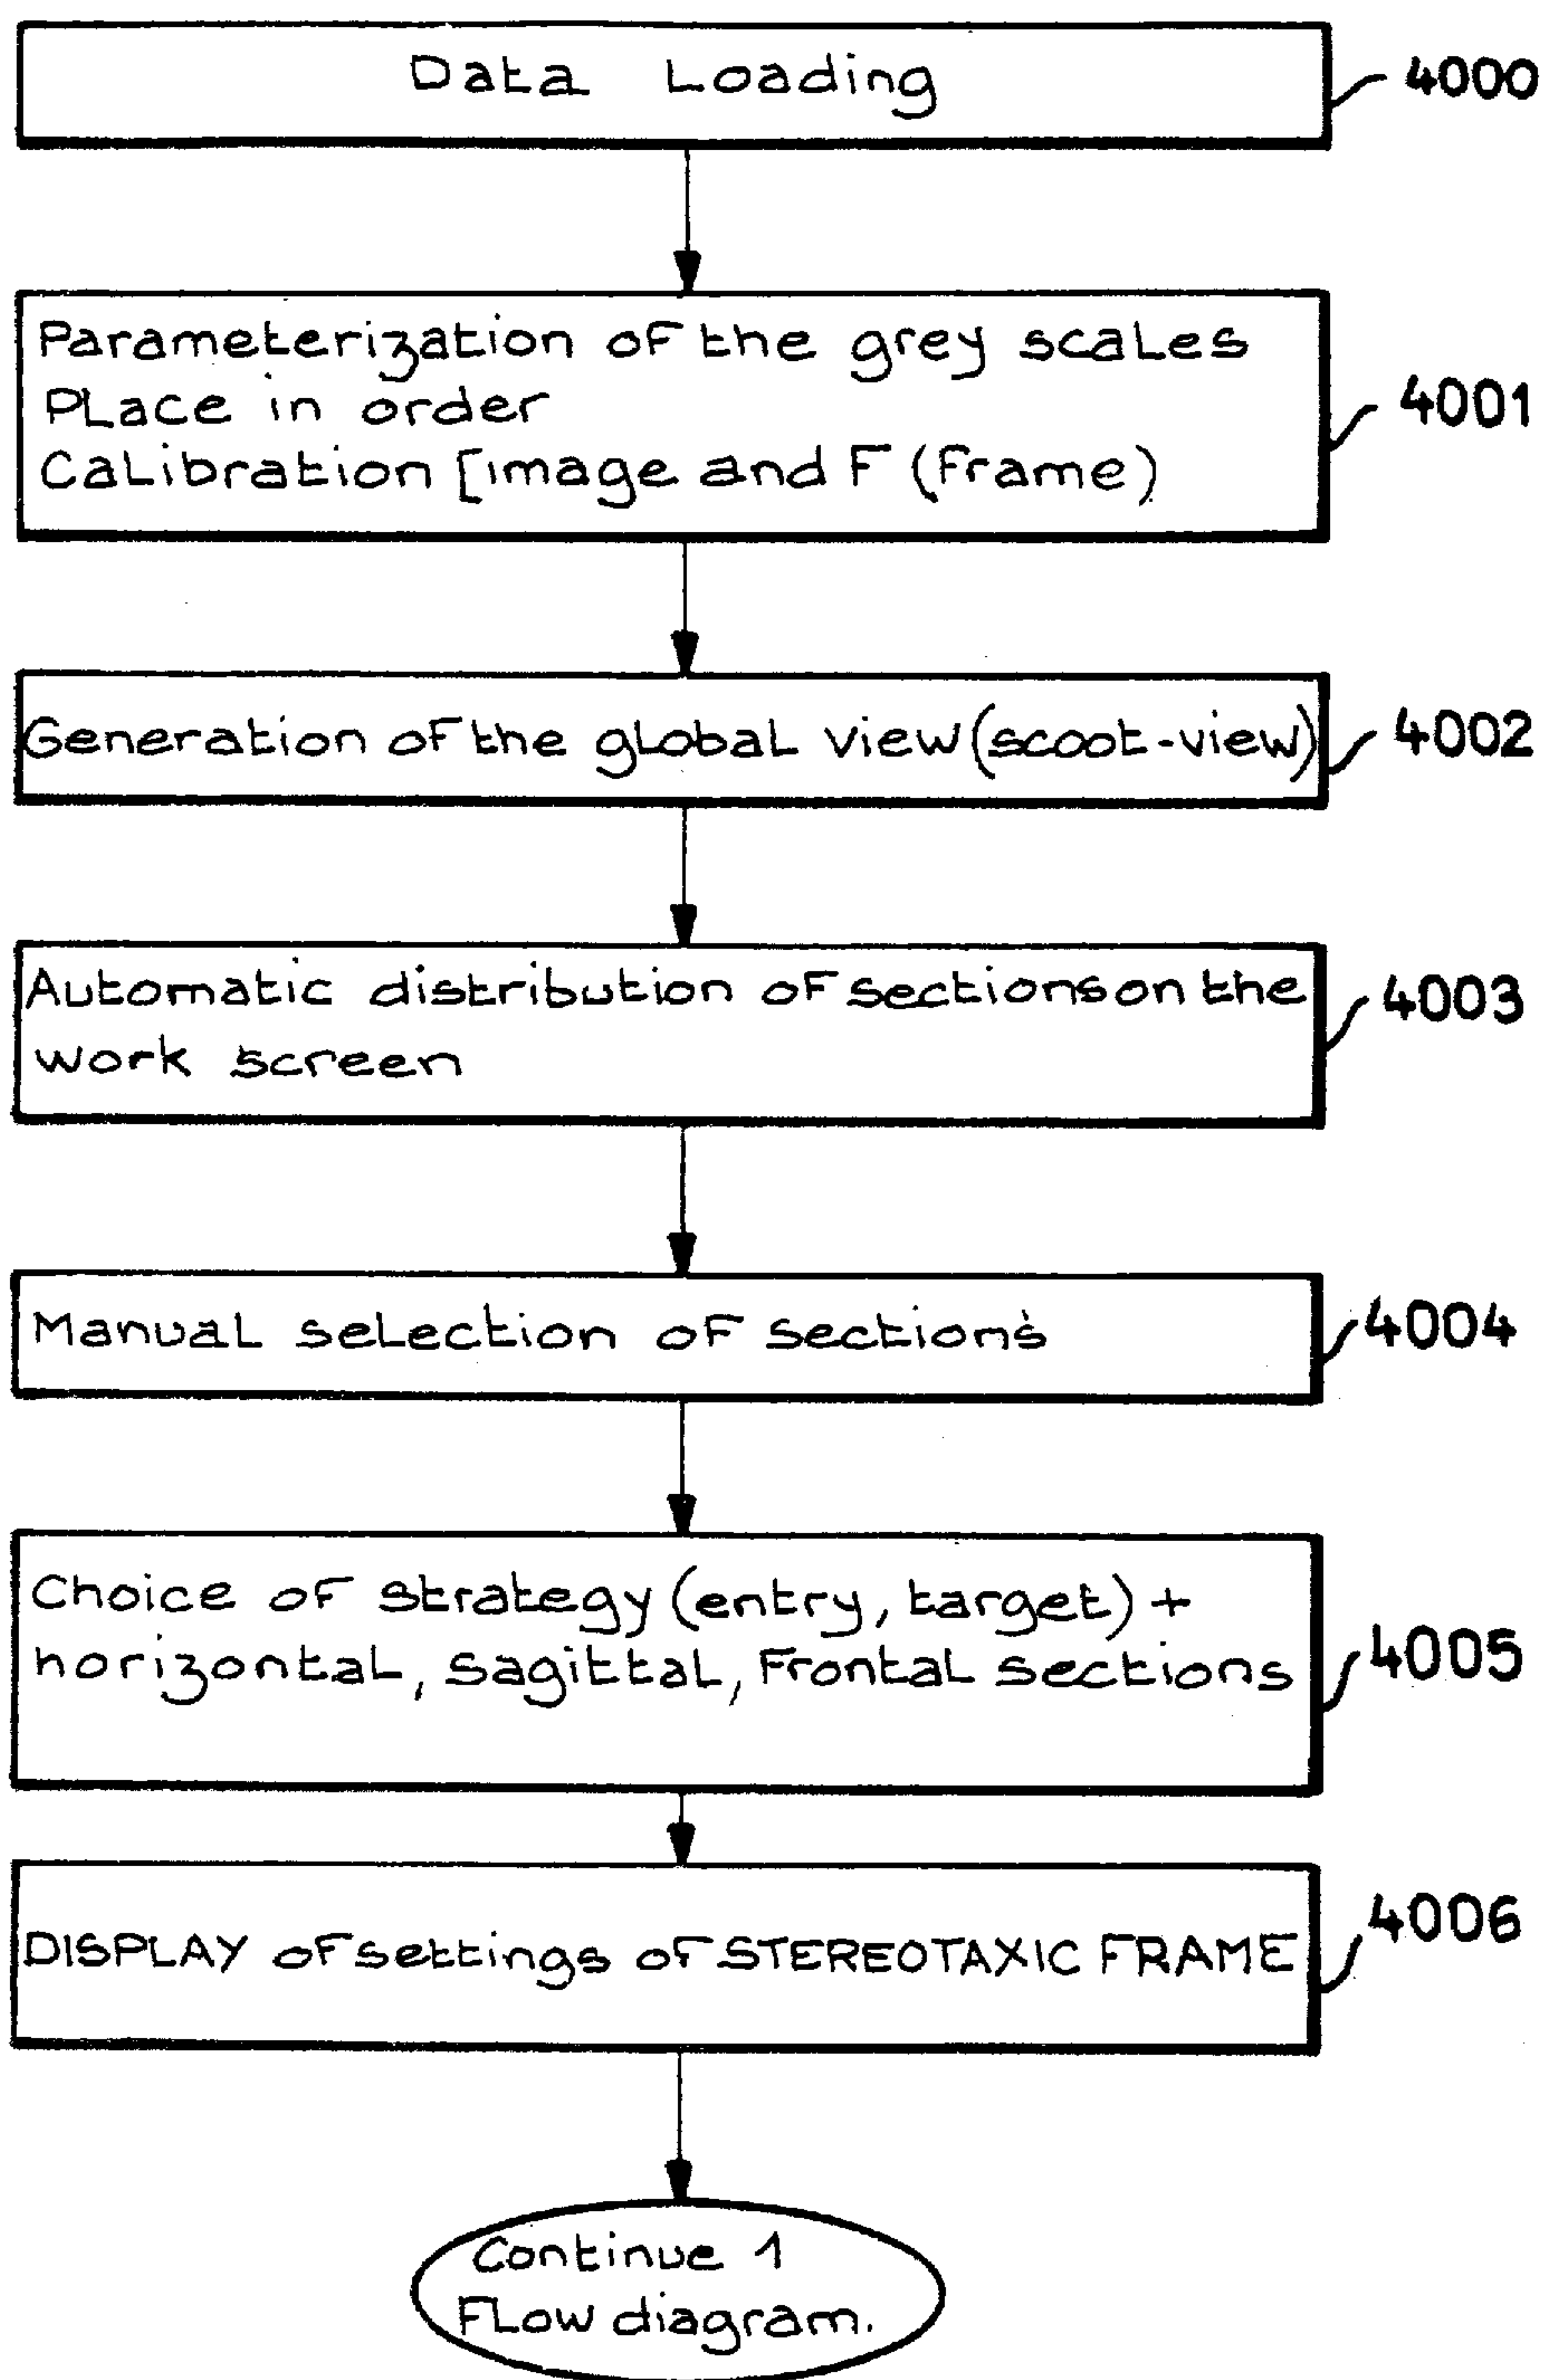 Data Loading
4000
Parameterization of the grey scales
Place in order
Calibration [image and F (Frame)
4001
Generation of the global view (scoot-view)
4002
Automatic distribution of sections on the
work screen
4003
Manual selection of sections
4004
Choice of strategy (entry, target) +
horizontal, sagittal, Frontal sections
4005
DISPLAY of settings of STEREOTAXIC FRAME
4006
Continue 1
Flow diagram.